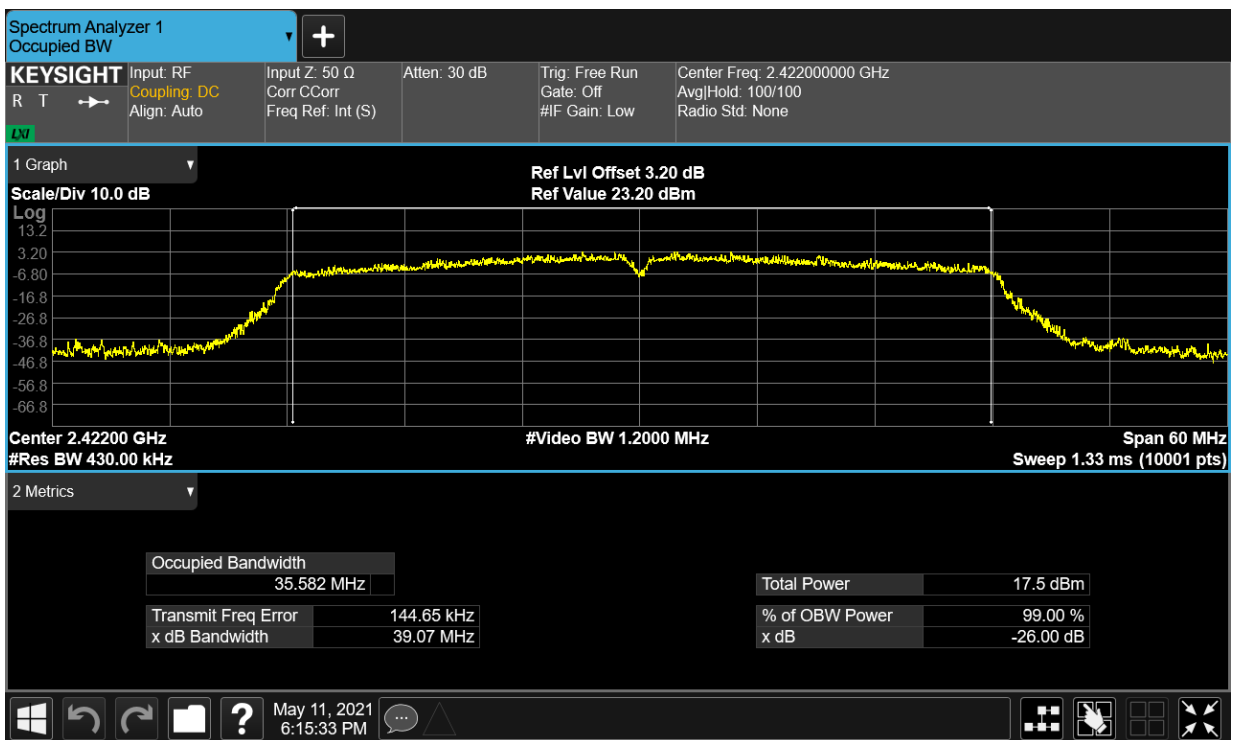 Spectrum Analyzer 1
Occupied BW
KEYSIGHT
R T
LXI
Input: RF
Coupling: DC
Align: Auto
Input Z: 50 Ω
Corr CCorr
Freq Ref: Int (S)
Atten: 30 dB
Trig: Free Run
Gate: Off
#IF Gain: Low
Center Freq: 2.422000000 GHz
Avg|Hold: 100/100
Radio Std: None
1 Graph
Scale/Div 10.0 dB
Ref Lvl Offset 3.20 dB
Ref Value 23.20 dBm
Log
13.2
3.20
-6.80
-16.8
-26.8
-36.8
-46.8
-56.8
-66.8
Center 2.42200 GHz
#Res BW 430.00 kHz
#Video BW 1.2000 MHz
Span 60 MHz
Sweep 1.33 ms (10001 pts)
2 Metrics
Occupied Bandwidth
35.582 MHz
Transmit Freq Error 144.65 kHz
x dB Bandwidth 39.07 MHz
Total Power 17.5 dBm
% of OBW Power 99.00 %
x dB -26.00 dB
?
May 11, 2021
6:15:33 PM